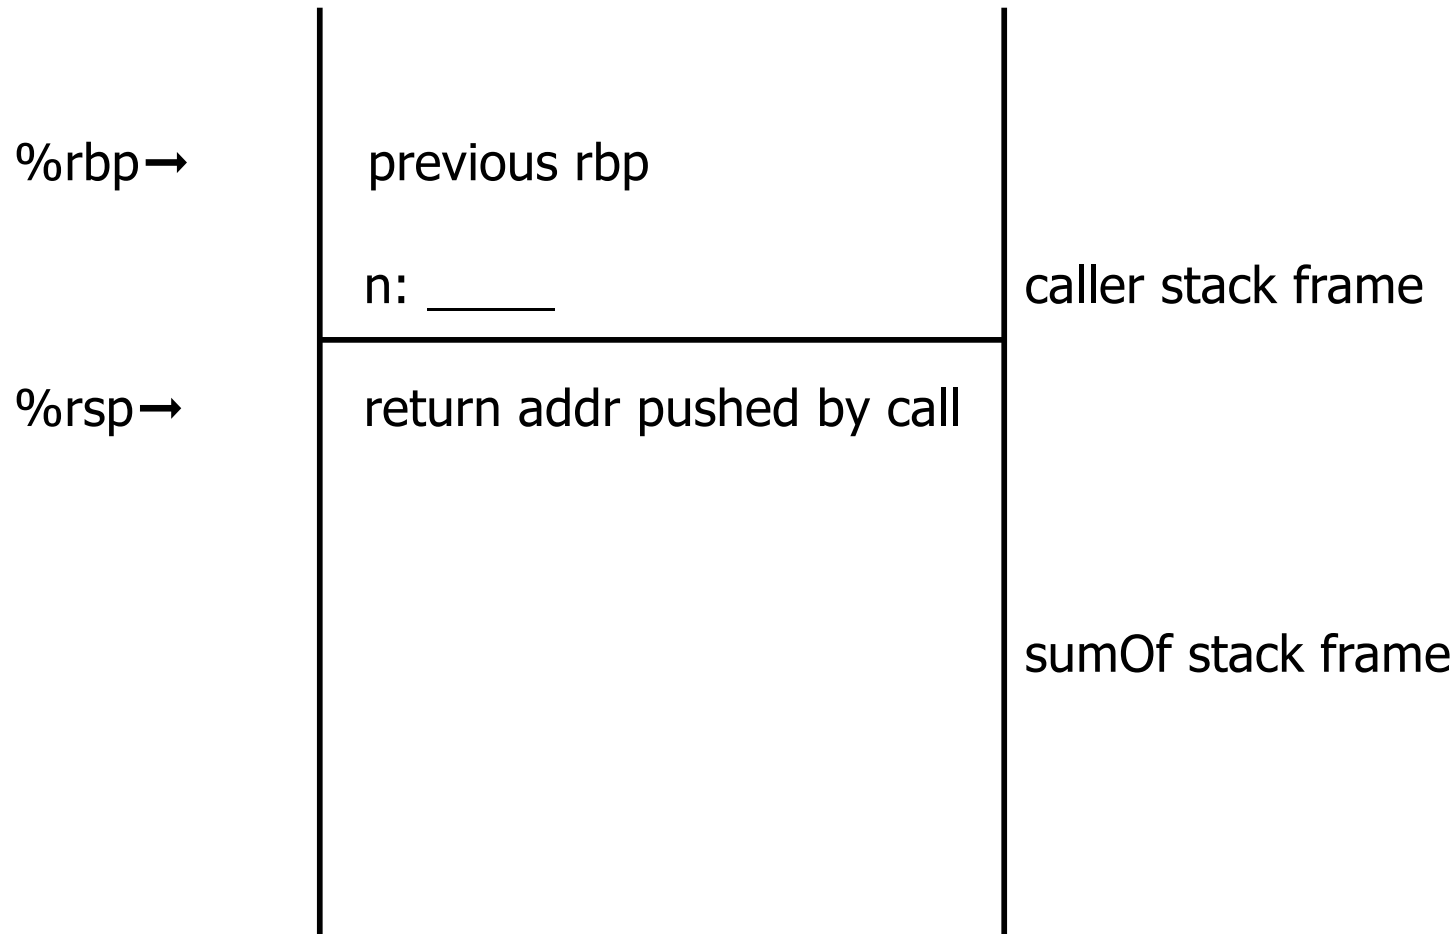 %rbp→ previous rbp
n: _____ caller stack frame
%rsp→ return addr pushed by call
sumOf stack frame